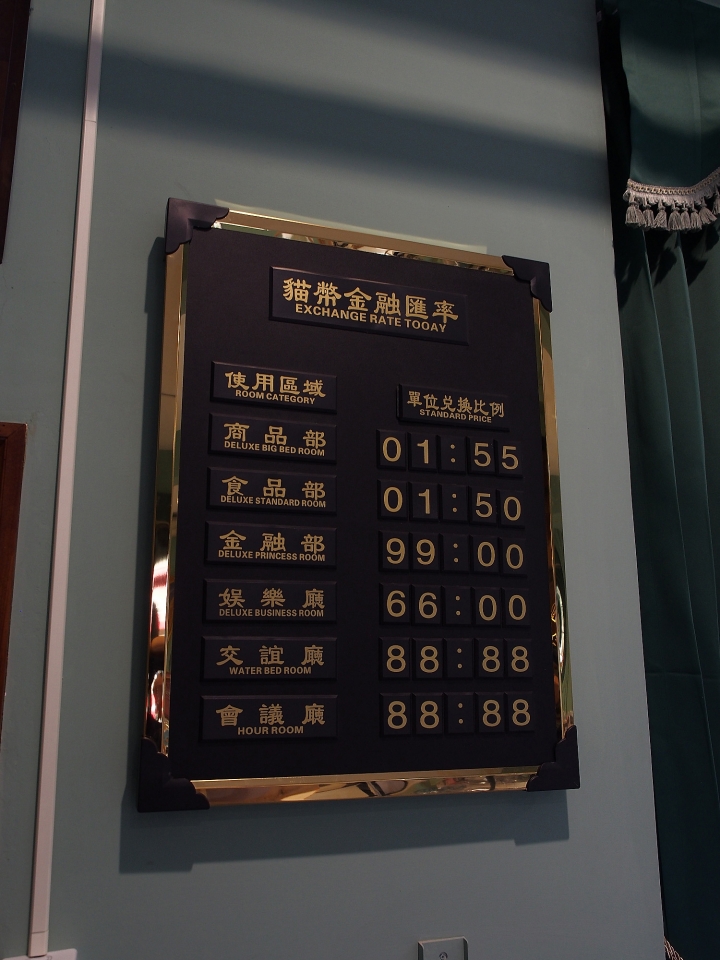 貓幣金融匯率
EXCHANGE RATE TOOAY
使用區域
ROOM CATEGORY
單位兑換比例
STANDARD PRICE
商品部
DELUXE BIG BED ROOM
01:55
食品部
DELUXE STANDARD ROOM
01:50
金融部
DELUXE PRINCESS ROOM
99:00
娛樂廳
DELUXE BUSINESS ROOM
66:00
交誼廳
WATER BED ROOM
88:88
會議廳
HOUR ROOM
88:88